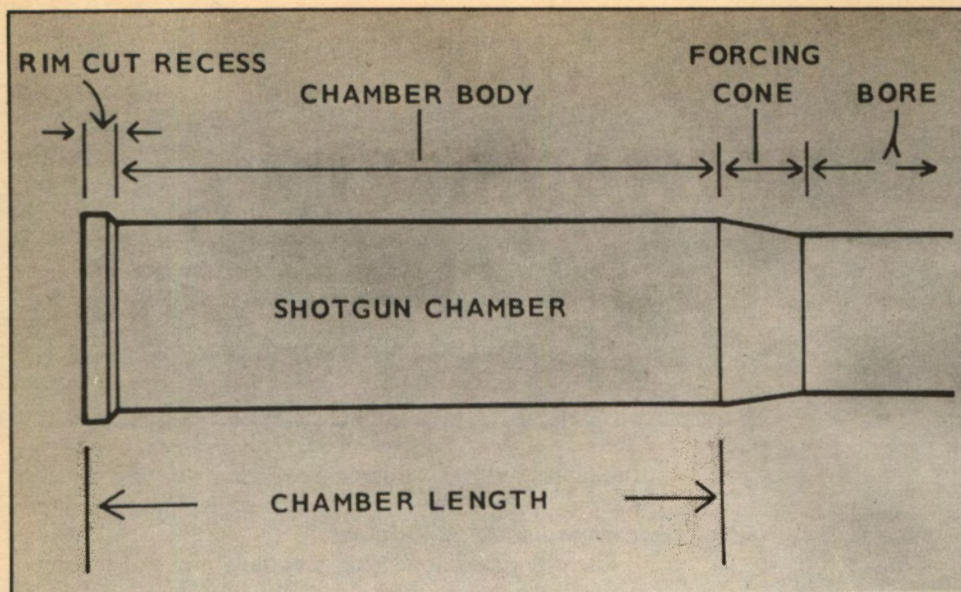 RIM CUT RECESS
CHAMBER BODY
FORCING
CONE
BORE
SHOTGUN CHAMBER
CHAMBER LENGTH